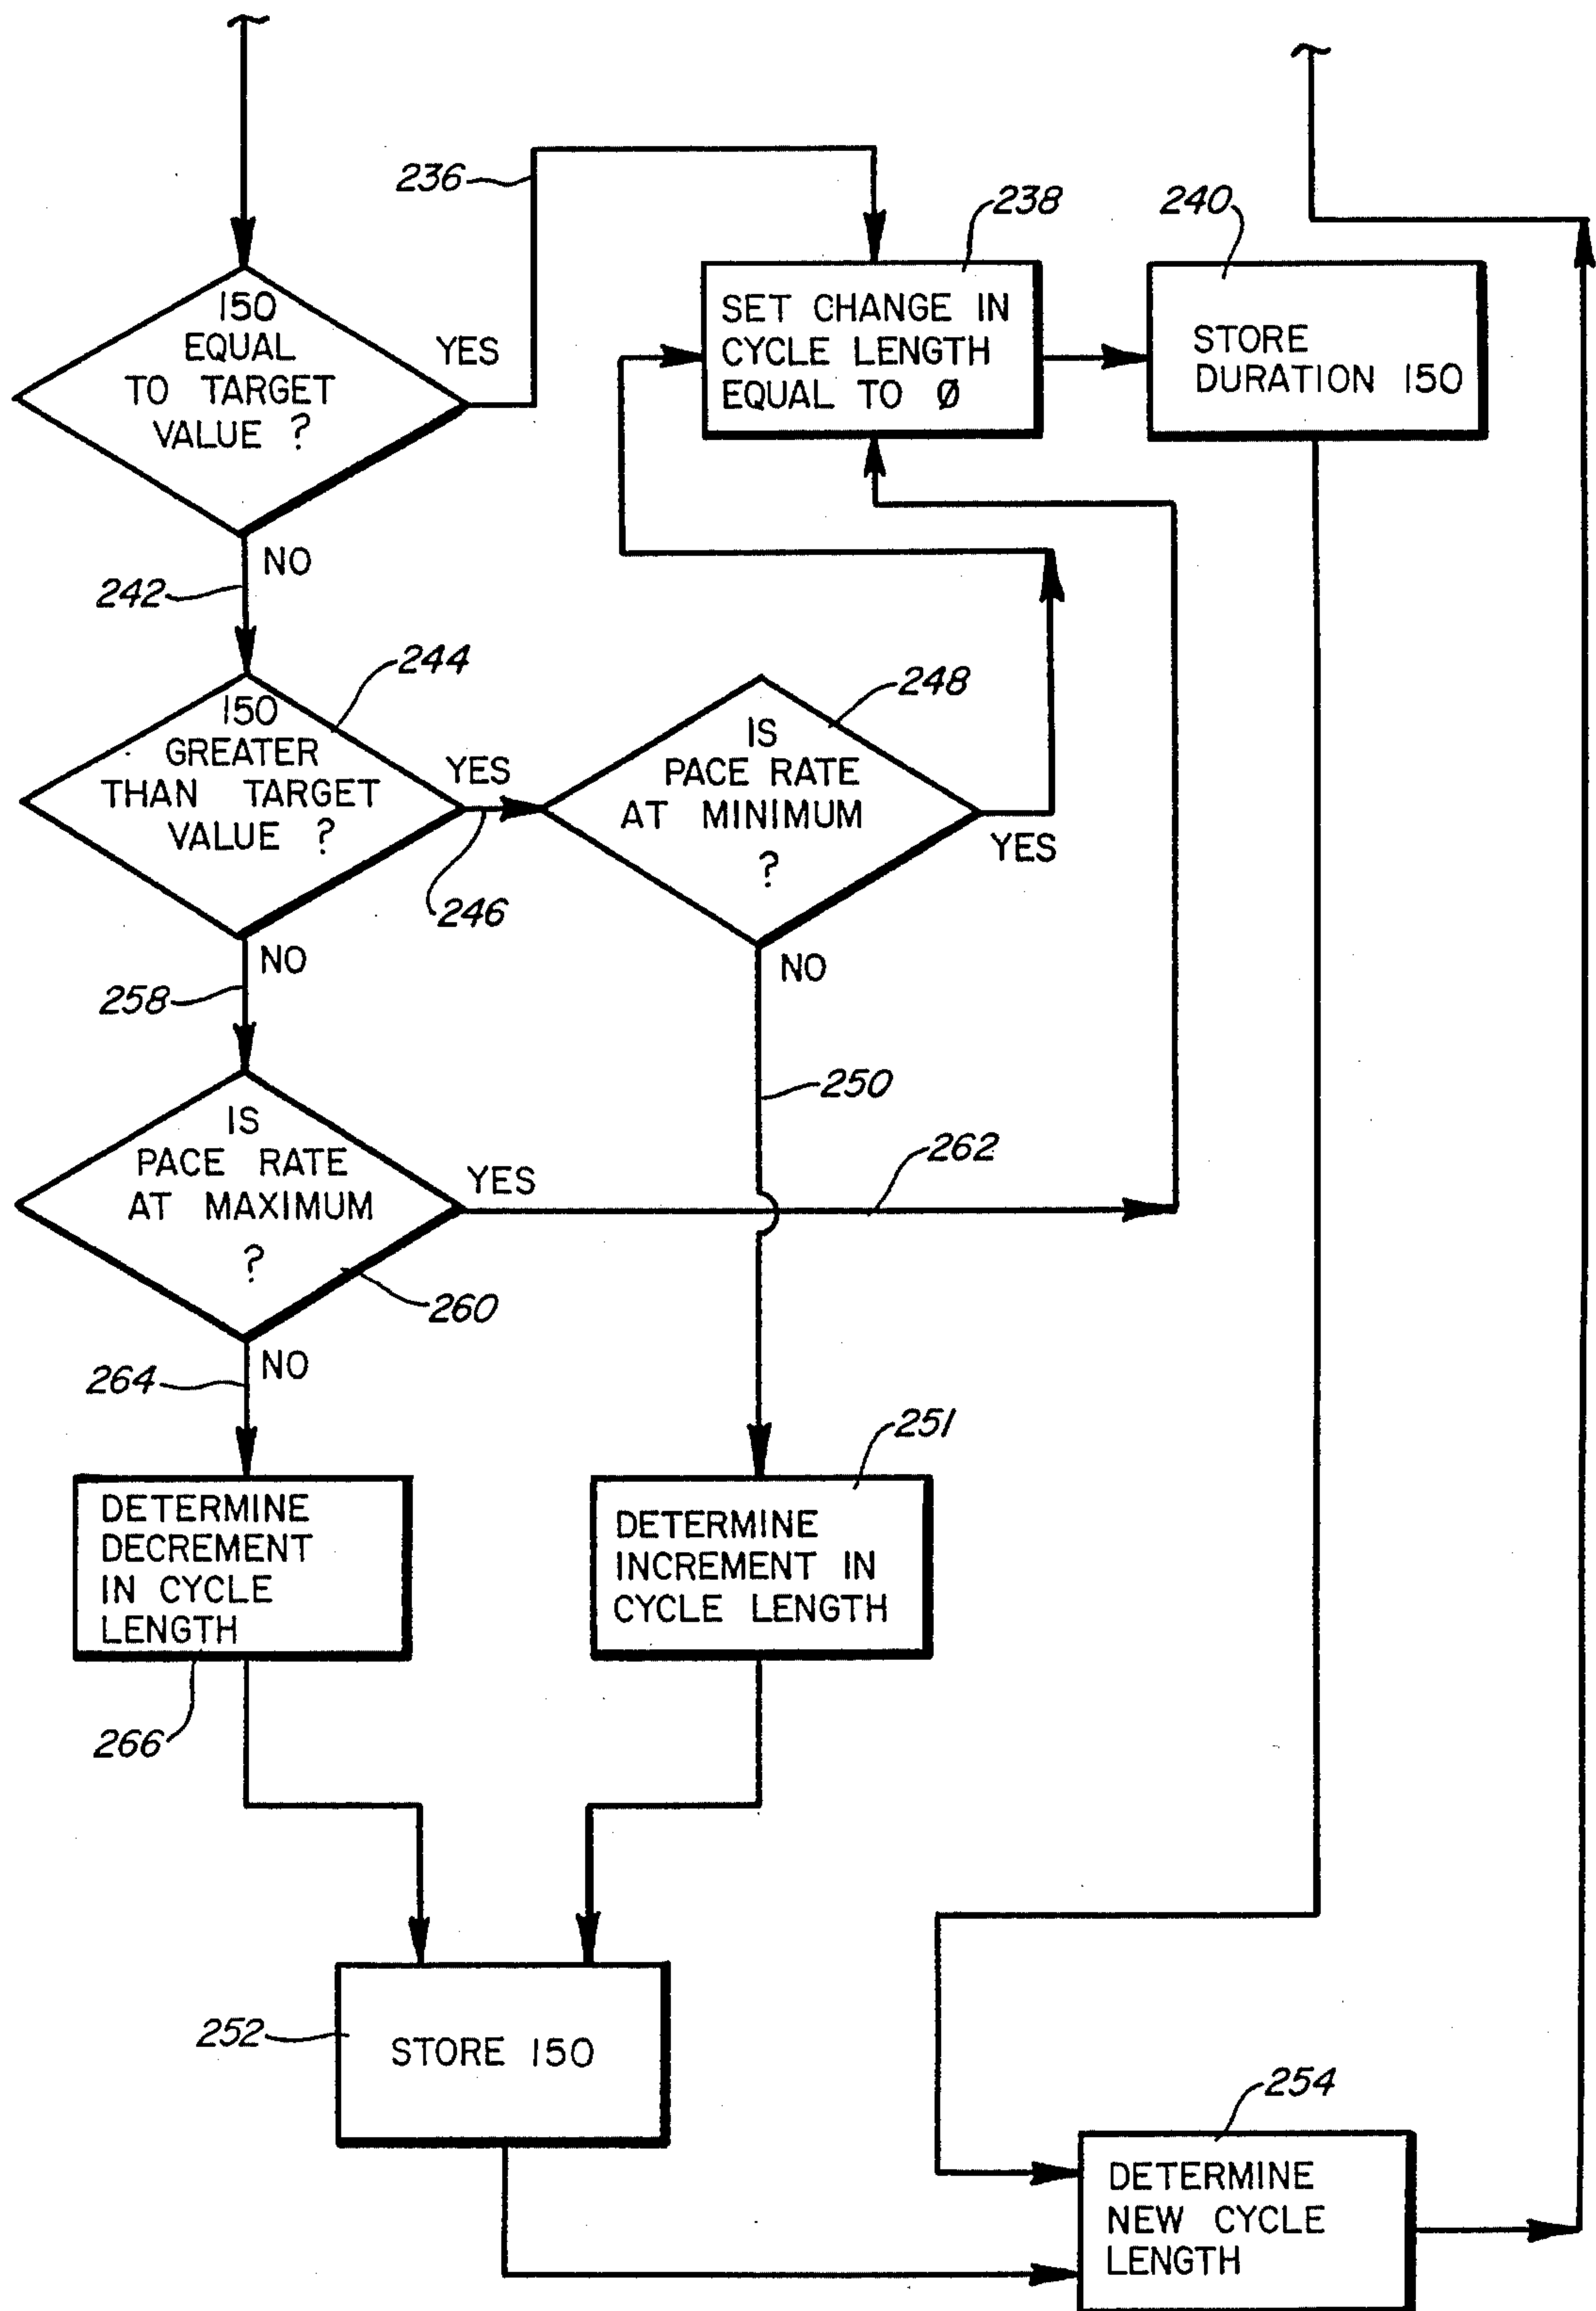 236
238
240
150
EQUAL
TO TARGET
VALUE ?
YES
SET CHANGE IN
CYCLE LENGTH
EQUAL TO Ø
STORE
DURATION 150
NO
242
244
150
GREATER
THAN TARGET
VALUE ?
YES
246
248
IS
PACE RATE
AT MINIMUM
?
YES
NO
258
NO
250
IS
PACE RATE
AT MAXIMUM
?
YES
262
260
NO
264
251
DETERMINE
DECREMENT
IN CYCLE
LENGTH
266
DETERMINE
INCREMENT IN
CYCLE LENGTH
252
STORE 150
254
DETERMINE
NEW CYCLE
LENGTH